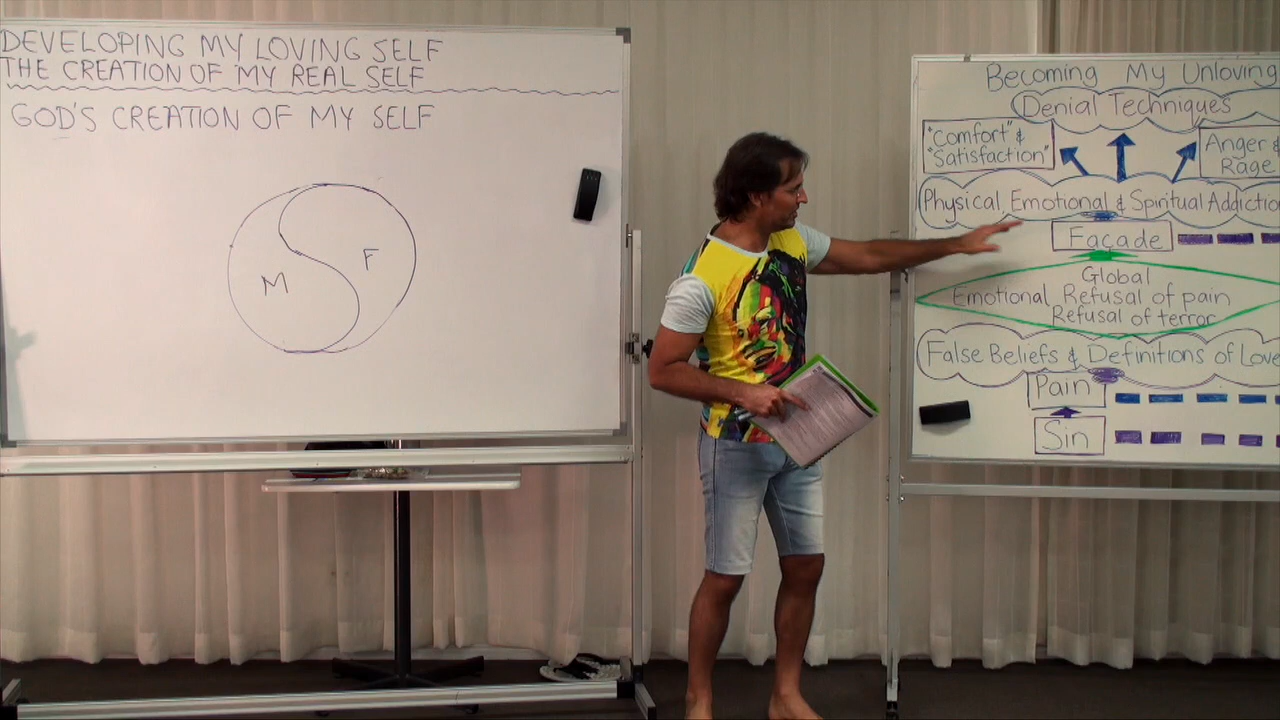 DEVELOPING MY LOVING SELF
THE CREATION OF MY REAL SELF
GOD'S CREATION OF MY SELF
M
F
Becoming My Unloving
Denial Techniques
"Comfort" &
"Satisfaction"
Anger &
Rage
Physical, Emotional & Spiritual Addictio
Façade
Global
Emotional Refusal of pain
Refusal of terror
False Beliefs & Definitions of Love
Pain
Sin